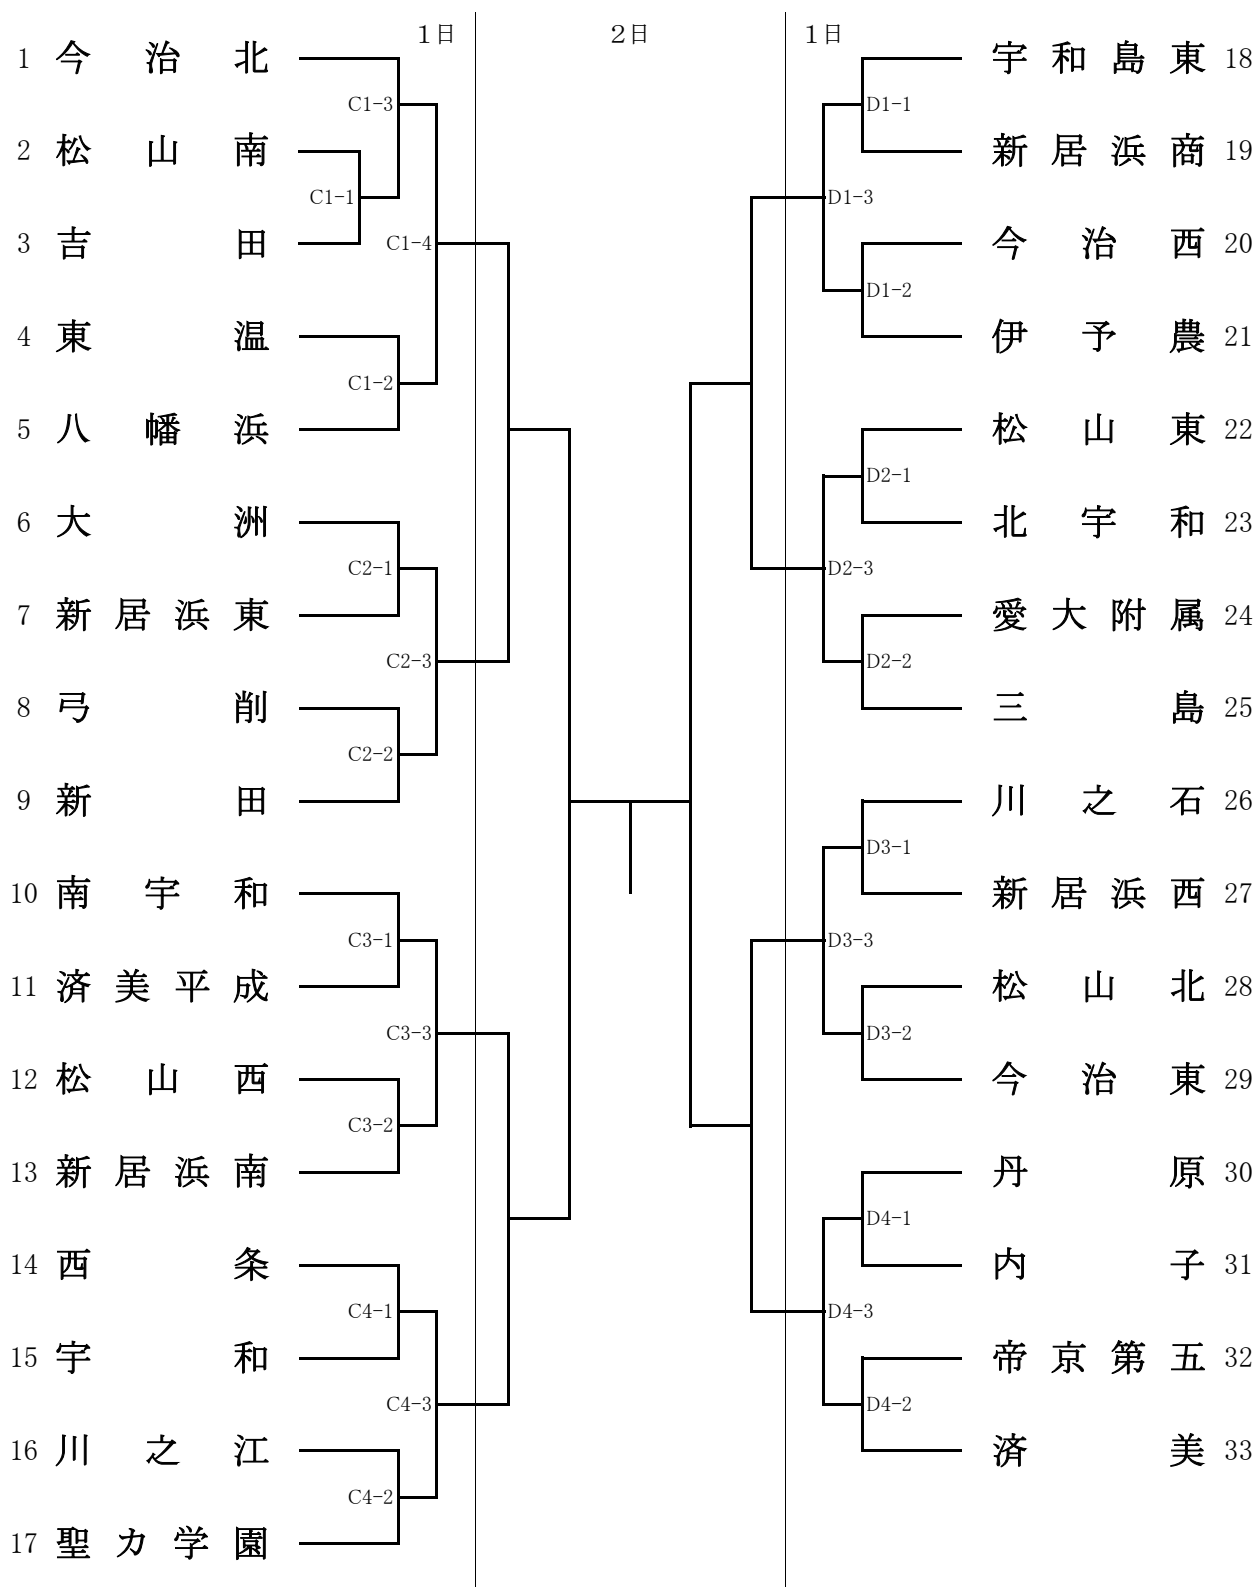 1日 2日 1日
1 今治北
C1-3
2 松山南
C1-1
3 吉田
C1-4
4 東温
C1-2
5 八幡浜
6 大洲
C2-1
7 新居浜東
C2-3
8 弓削
C2-2
9 新田
10 南宇和
C3-1
11 済美平成
C3-3
12 松山西
C3-2
13 新居浜南
14 西条
C4-1
15 宇和
C4-3
16 川之江
C4-2
17 聖カ学園
宇和島東 18
D1-1
新居浜商 19
D1-3
今治西 20
D1-2
伊予農 21
松山東 22
D2-1
北宇和 23
D2-3
愛大附属 24
D2-2
三島 25
川之石 26
D3-1
新居浜西 27
D3-3
松山北 28
D3-2
今治東 29
丹原 30
D4-1
内子 31
D4-3
帝京第五 32
D4-2
済美 33